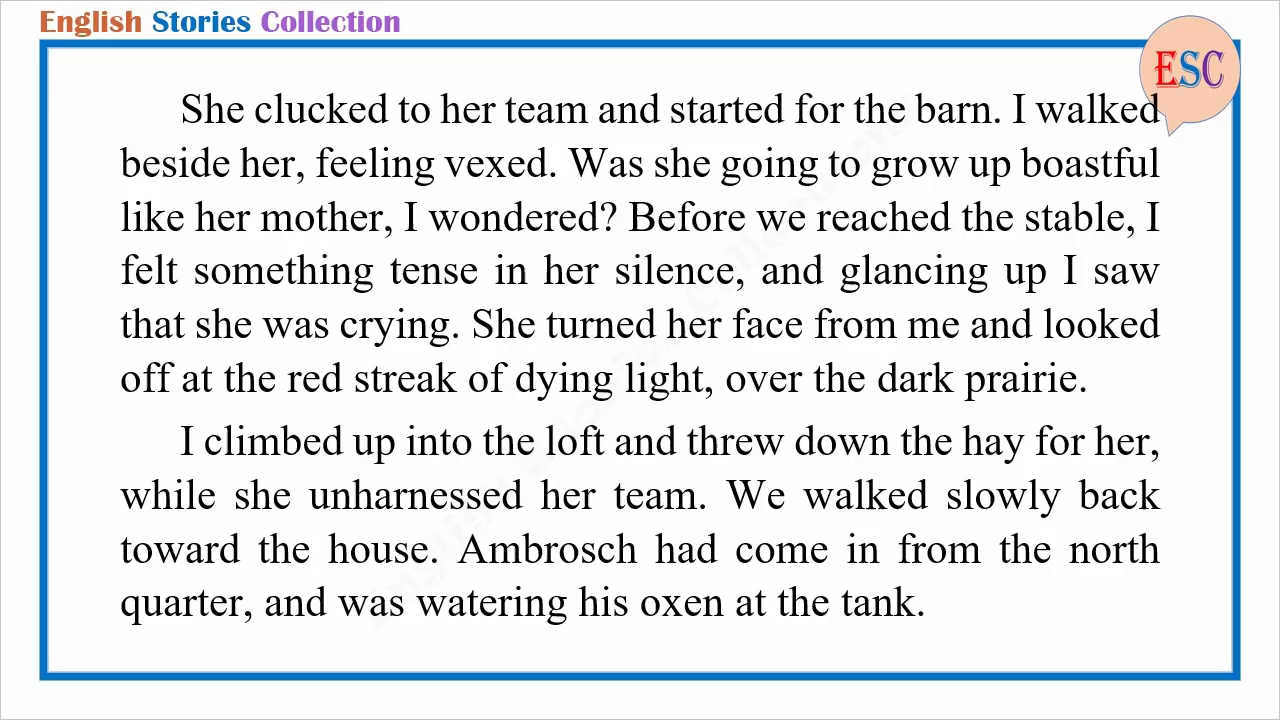 English Stories Collection
ESC
She clucked to her team and started for the barn. I walked
beside her, feeling vexed. Was she going to grow up boastful
like her mother, I wondered? Before we reached the stable, I
felt something tense in her silence, and glancing up I saw
that she was crying. She turned her face from me and looked
off at the red streak of dying light, over the dark prairie.
I climbed up into the loft and threw down the hay for her,
while she unharnessed her team. We walked slowly back
toward the house. Ambrosch had come in from the north
quarter, and was watering his oxen at the tank.